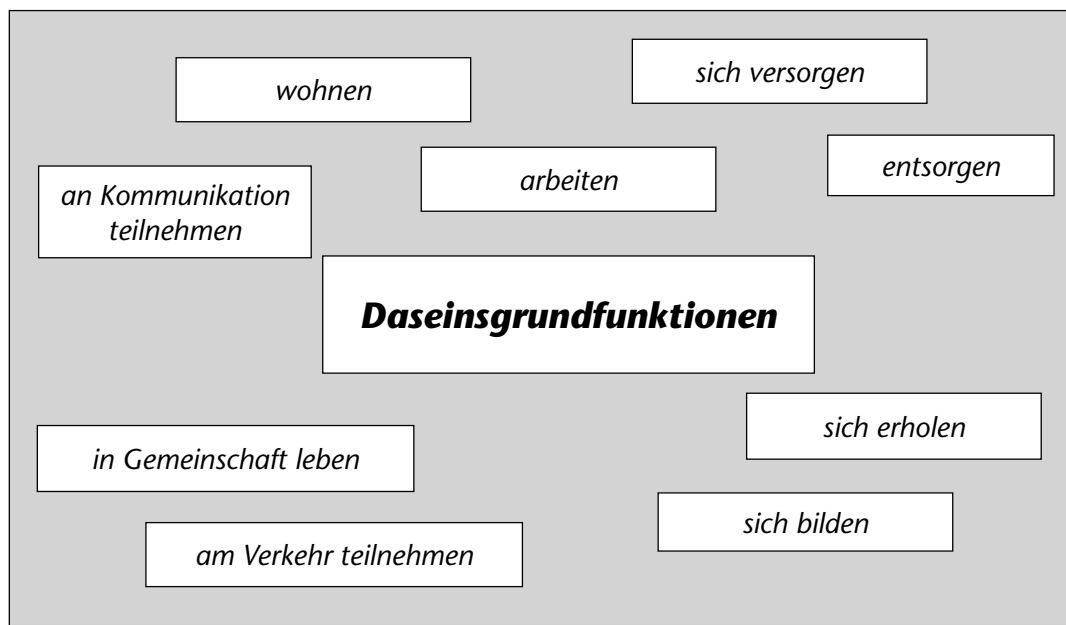 wohnen
sich versorgen
arbeiten
entsorgen
an Kommunikation
teilnehmen
Daseinsgrundfunktionen
sich erholen
in Gemeinschaft leben
sich bilden
am Verkehr teilnehmen